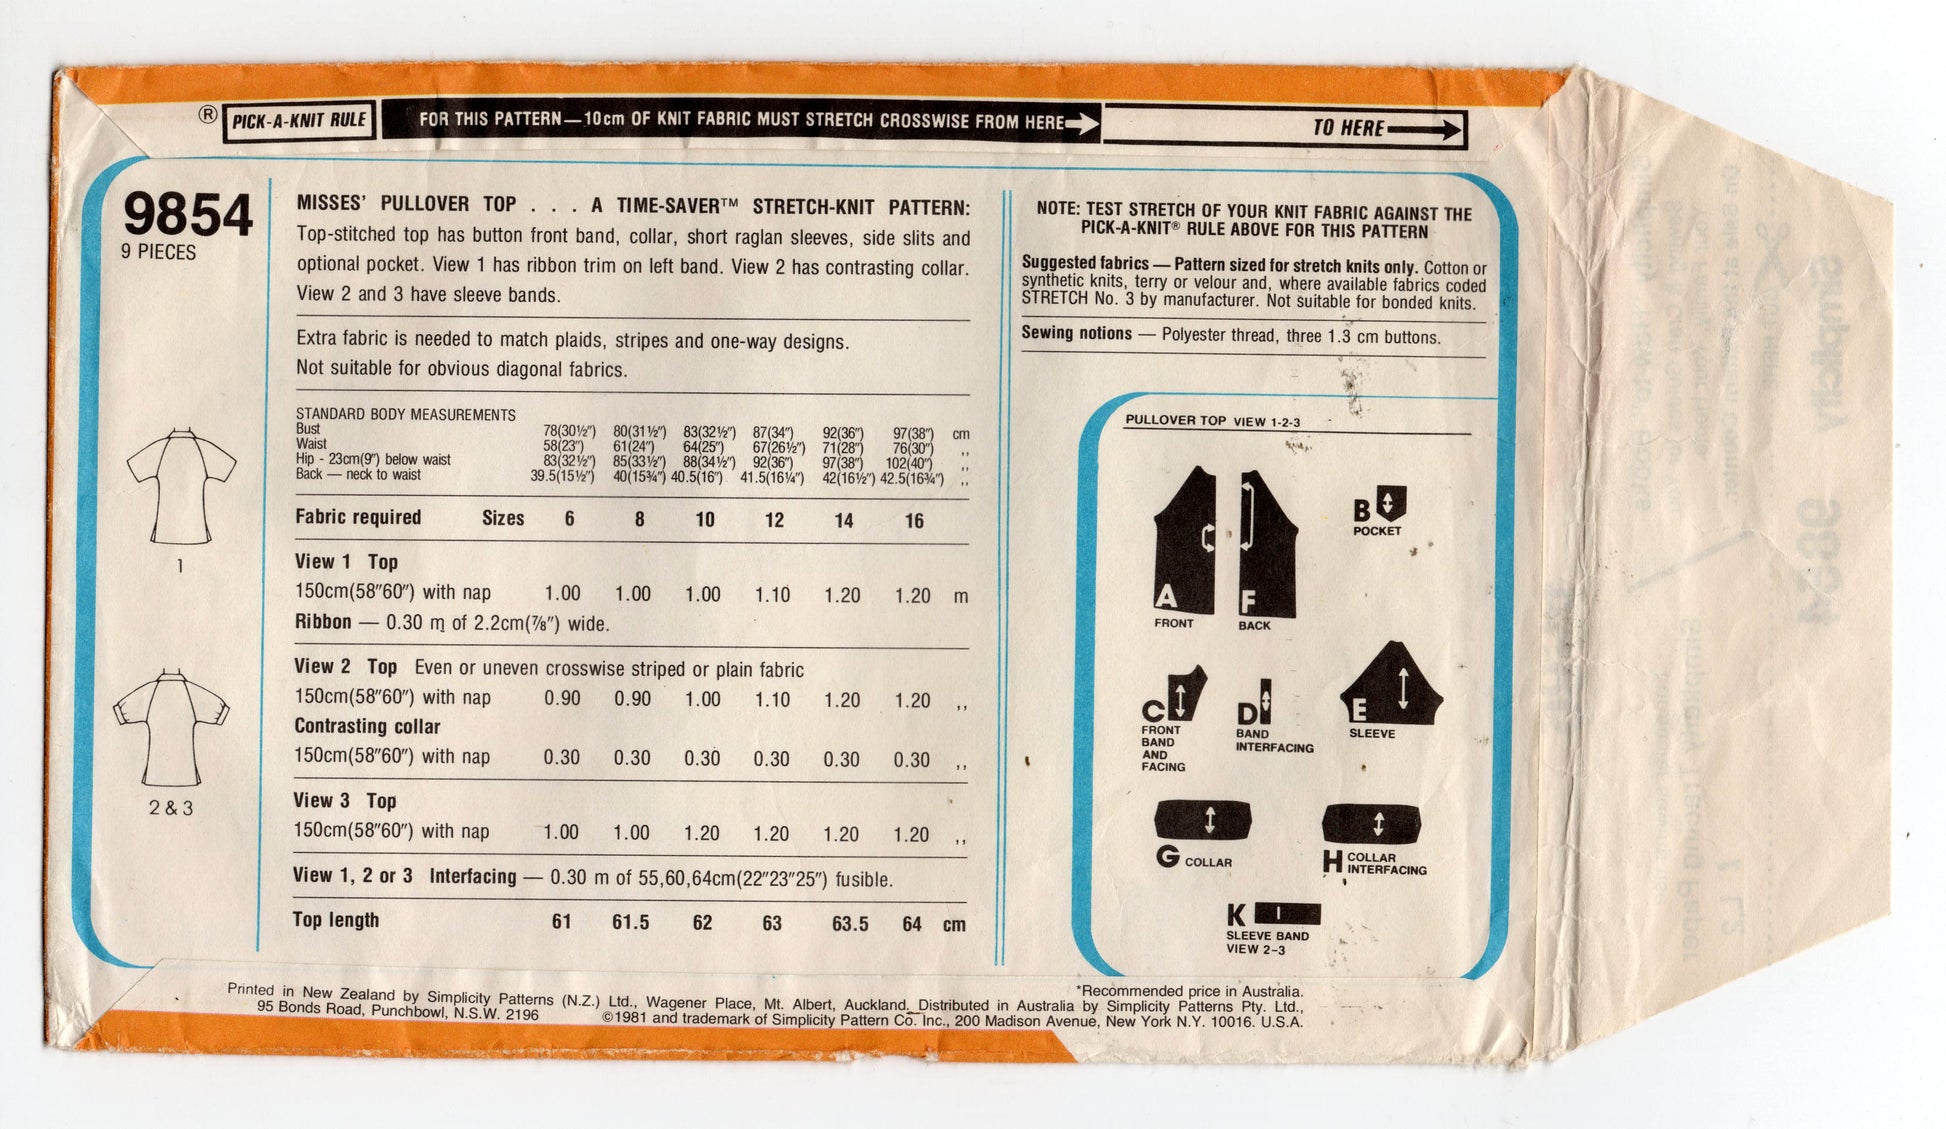 ® PICK-A-KNIT RULE FOR THIS PATTERN—10cm OF KNIT FABRIC MUST STRETCH CROSSWISE FROM HERE TO HERE
9854
9 PIECES
1
2 & 3
MISSES' PULLOVER TOP . . . A TIME-SAVER™ STRETCH-KNIT PATTERN:
Top-stitched top has button front band, collar, short raglan sleeves, side slits and
optional pocket. View 1 has ribbon trim on left band. View 2 has contrasting collar.
View 2 and 3 have sleeve bands.
Extra fabric is needed to match plaids, stripes and one-way designs.
Not suitable for obvious diagonal fabrics.
STANDARD BODY MEASUREMENTS
Bust 78(30½") 80(31½") 83(32½") 87(34") 92(36") 97(38") cm
Waist 58(23") 61(24") 64(25") 67(26½") 71(28") 76(30") ,,
Hip - 23cm(9") below waist 83(32½") 85(33½") 88(34½") 92(36") 97(38") 102(40") ,,
Back — neck to waist 39.5(15½") 40(15¾") 40.5(16") 41.5(16¼") 42(16½") 42.5(16¾") ,,
Fabric required Sizes 6 8 10 12 14 16
View 1 Top
150cm(58"60") with nap 1.00 1.00 1.00 1.10 1.20 1.20 m
Ribbon — 0.30 m of 2.2cm(⅞") wide.
View 2 Top Even or uneven crosswise striped or plain fabric
150cm(58"60") with nap 0.90 0.90 1.00 1.10 1.20 1.20 ,,
Contrasting collar
150cm(58"60") with nap 0.30 0.30 0.30 0.30 0.30 0.30 ,,
View 3 Top
150cm(58"60") with nap 1.00 1.00 1.20 1.20 1.20 1.20 ,,
View 1, 2 or 3 Interfacing — 0.30 m of 55,60,64cm(22"23"25") fusible.
Top length 61 61.5 62 63 63.5 64 cm
NOTE: TEST STRETCH OF YOUR KNIT FABRIC AGAINST THE
PICK-A-KNIT® RULE ABOVE FOR THIS PATTERN
Suggested fabrics — Pattern sized for stretch knits only. Cotton or
synthetic knits, terry or velour and, where available fabrics coded
STRETCH No. 3 by manufacturer. Not suitable for bonded knits.
Sewing notions — Polyester thread, three 1.3 cm buttons.
PULLOVER TOP VIEW 1-2-3
A
FRONT
F
BACK
B
POCKET
C
FRONT
BAND
AND
FACING
D
BAND
INTERFACING
E
SLEEVE
G COLLAR
H COLLAR
INTERFACING
K
SLEEVE BAND
VIEW 2-3
Printed in New Zealand by Simplicity Patterns (N.Z.) Ltd., Wagener Place, Mt. Albert, Auckland. Distributed in Australia by Simplicity Patterns Pty. Ltd.,
95 Bonds Road, Punchbowl, N.S.W. 2196
*Recommended price in Australia.
©1981 and trademark of Simplicity Pattern Co. Inc., 200 Madison Avenue, New York N.Y. 10016. U.S.A.